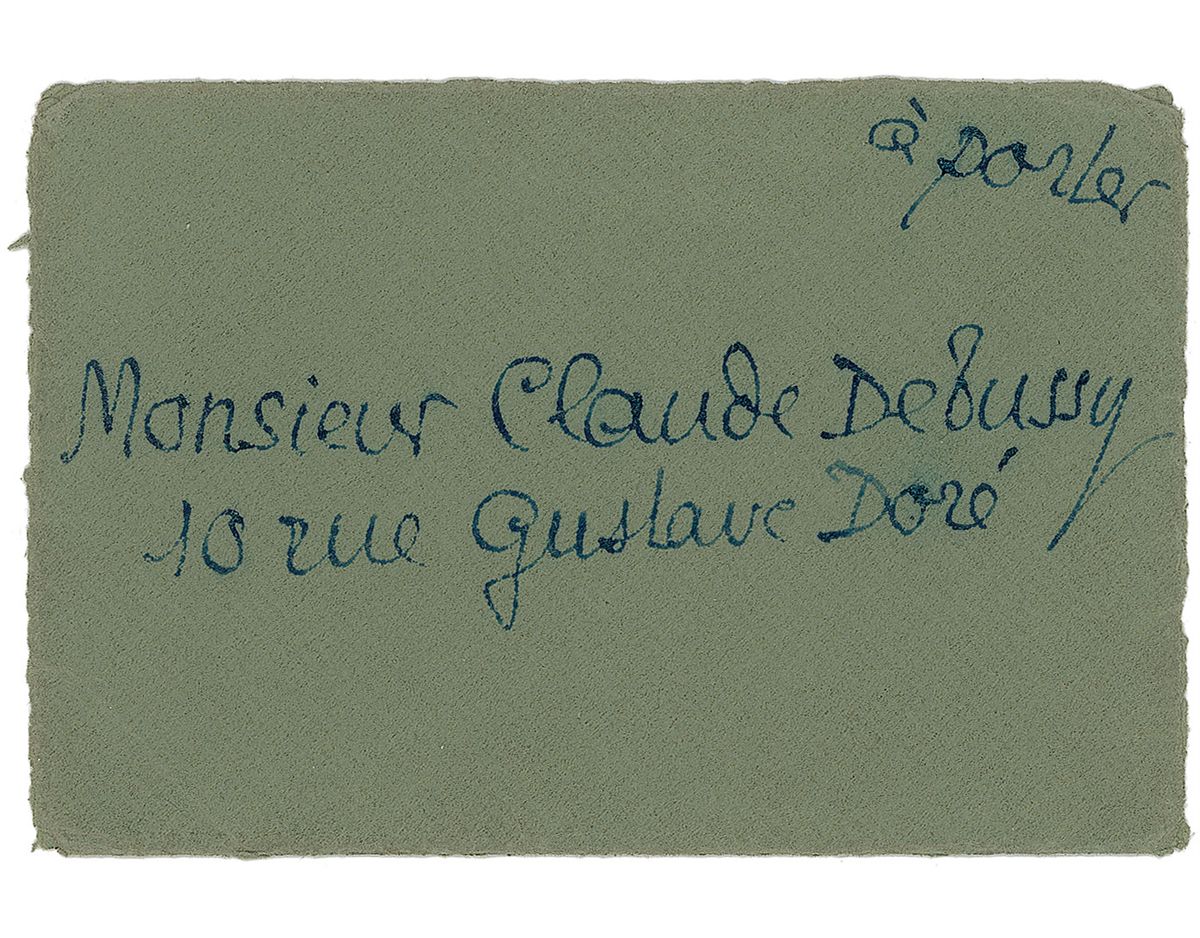 à porter
Monsieur Claude Debussy
10 rue Gustave Doré